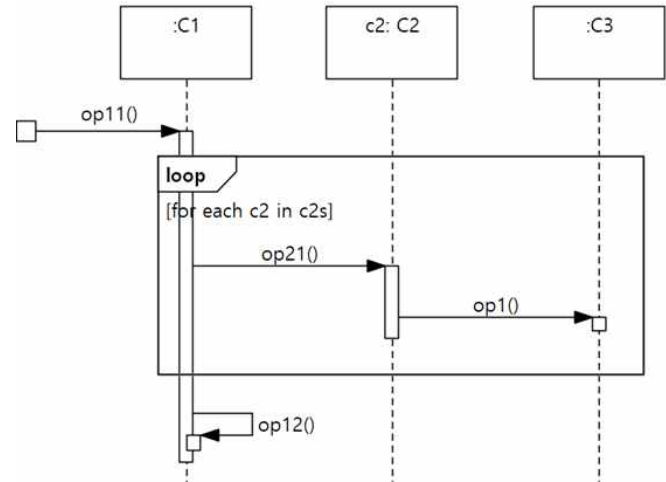 :C1
c2: C2
:C3
op11()
loop
[for each c2 in c2s]
op21()
op1()
op12()